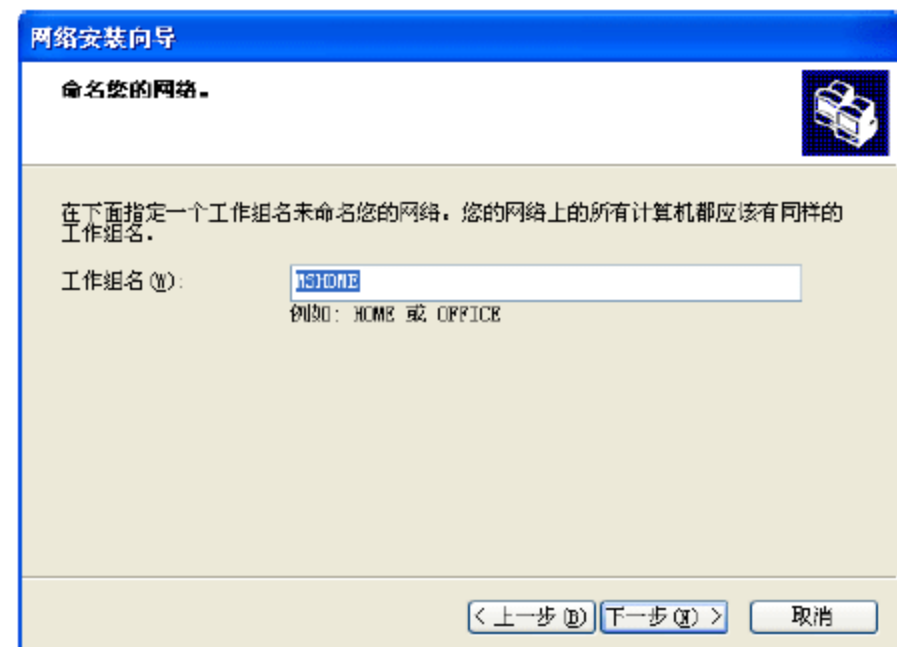 网络安装向导
命名您的网络。
在下面指定一个工作组名来命名您的网络。您的网络上的所有计算机都应该有同样的
工作组名。
工作组名(W): MSHOME
例如: HOME 或 OFFICE
< 上一步(B) 下一步(N) > 取消